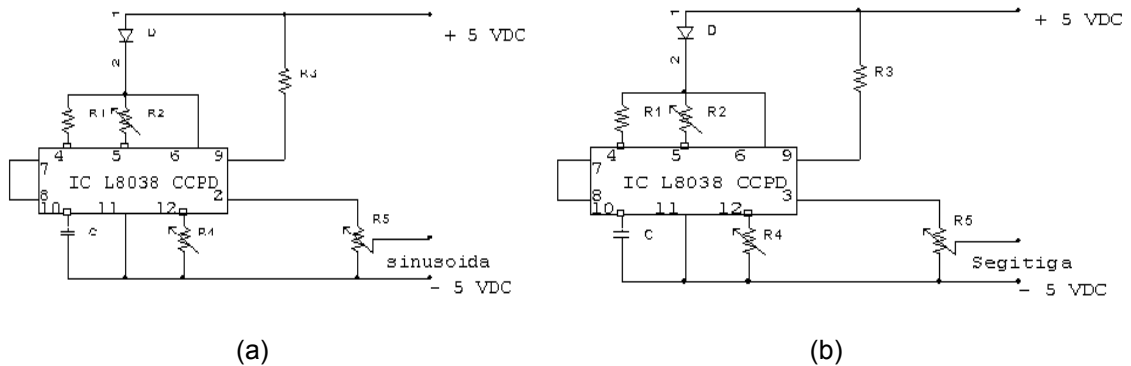 1
D
+ 5 VDC
2
R3
R1
R2
4
5
6
9
7
IC L8038 CCPD
2
8
10
11
12
C
R4
R5
sinusoida
- 5 VDC
(a)
1
D
+ 5 VDC
2
R3
R1
R2
4
5
6
9
7
IC L8038 CCPD
3
8
10
11
12
C
R4
R5
Segitiga
- 5 VDC
(b)